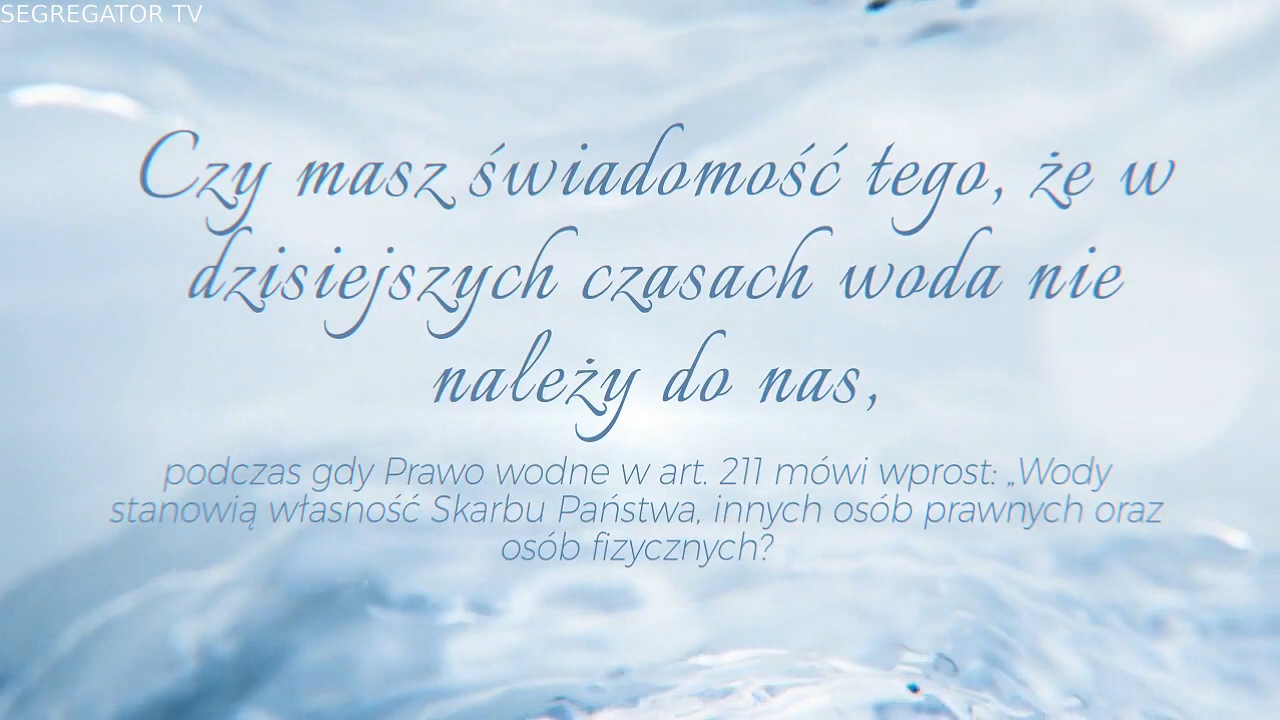 SEGREGATOR TV
Czy masz świadomość tego, że w
dzisiejszych czasach woda nie
należy do nas,
podczas gdy Prawo wodne w art. 211 mówi wprost: „Wody
stanowią własność Skarbu Państwa, innych osób prawnych oraz
osób fizycznych?